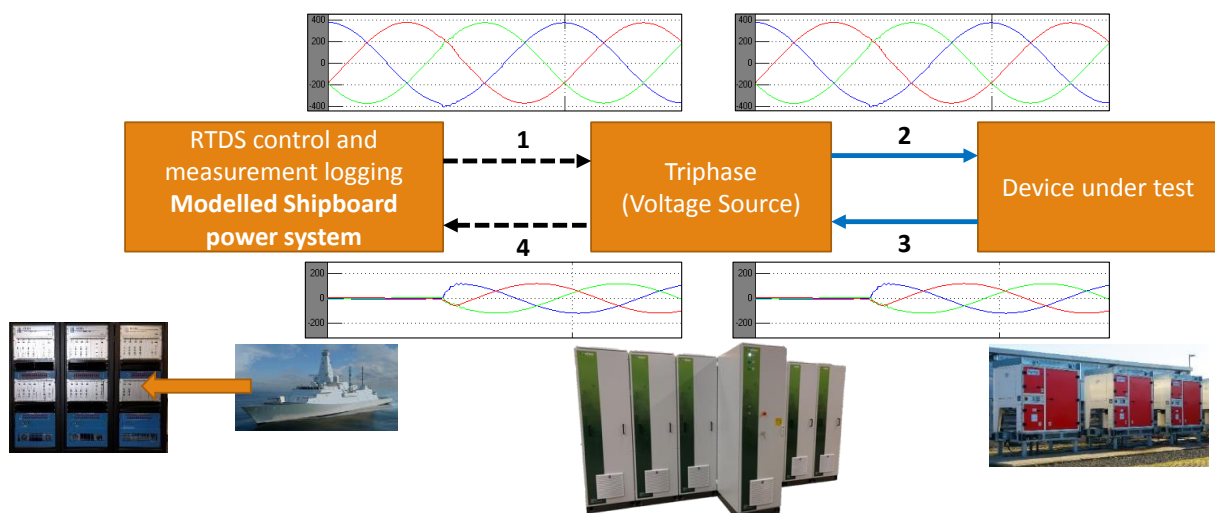 400
200
0
-200
-400
400
200
0
-200
-400
RTDS control and
measurement logging
Modelled Shipboard
power system
1
Triphase
(Voltage Source)
2
Device under test
4
3
200
0
-200
200
0
-200